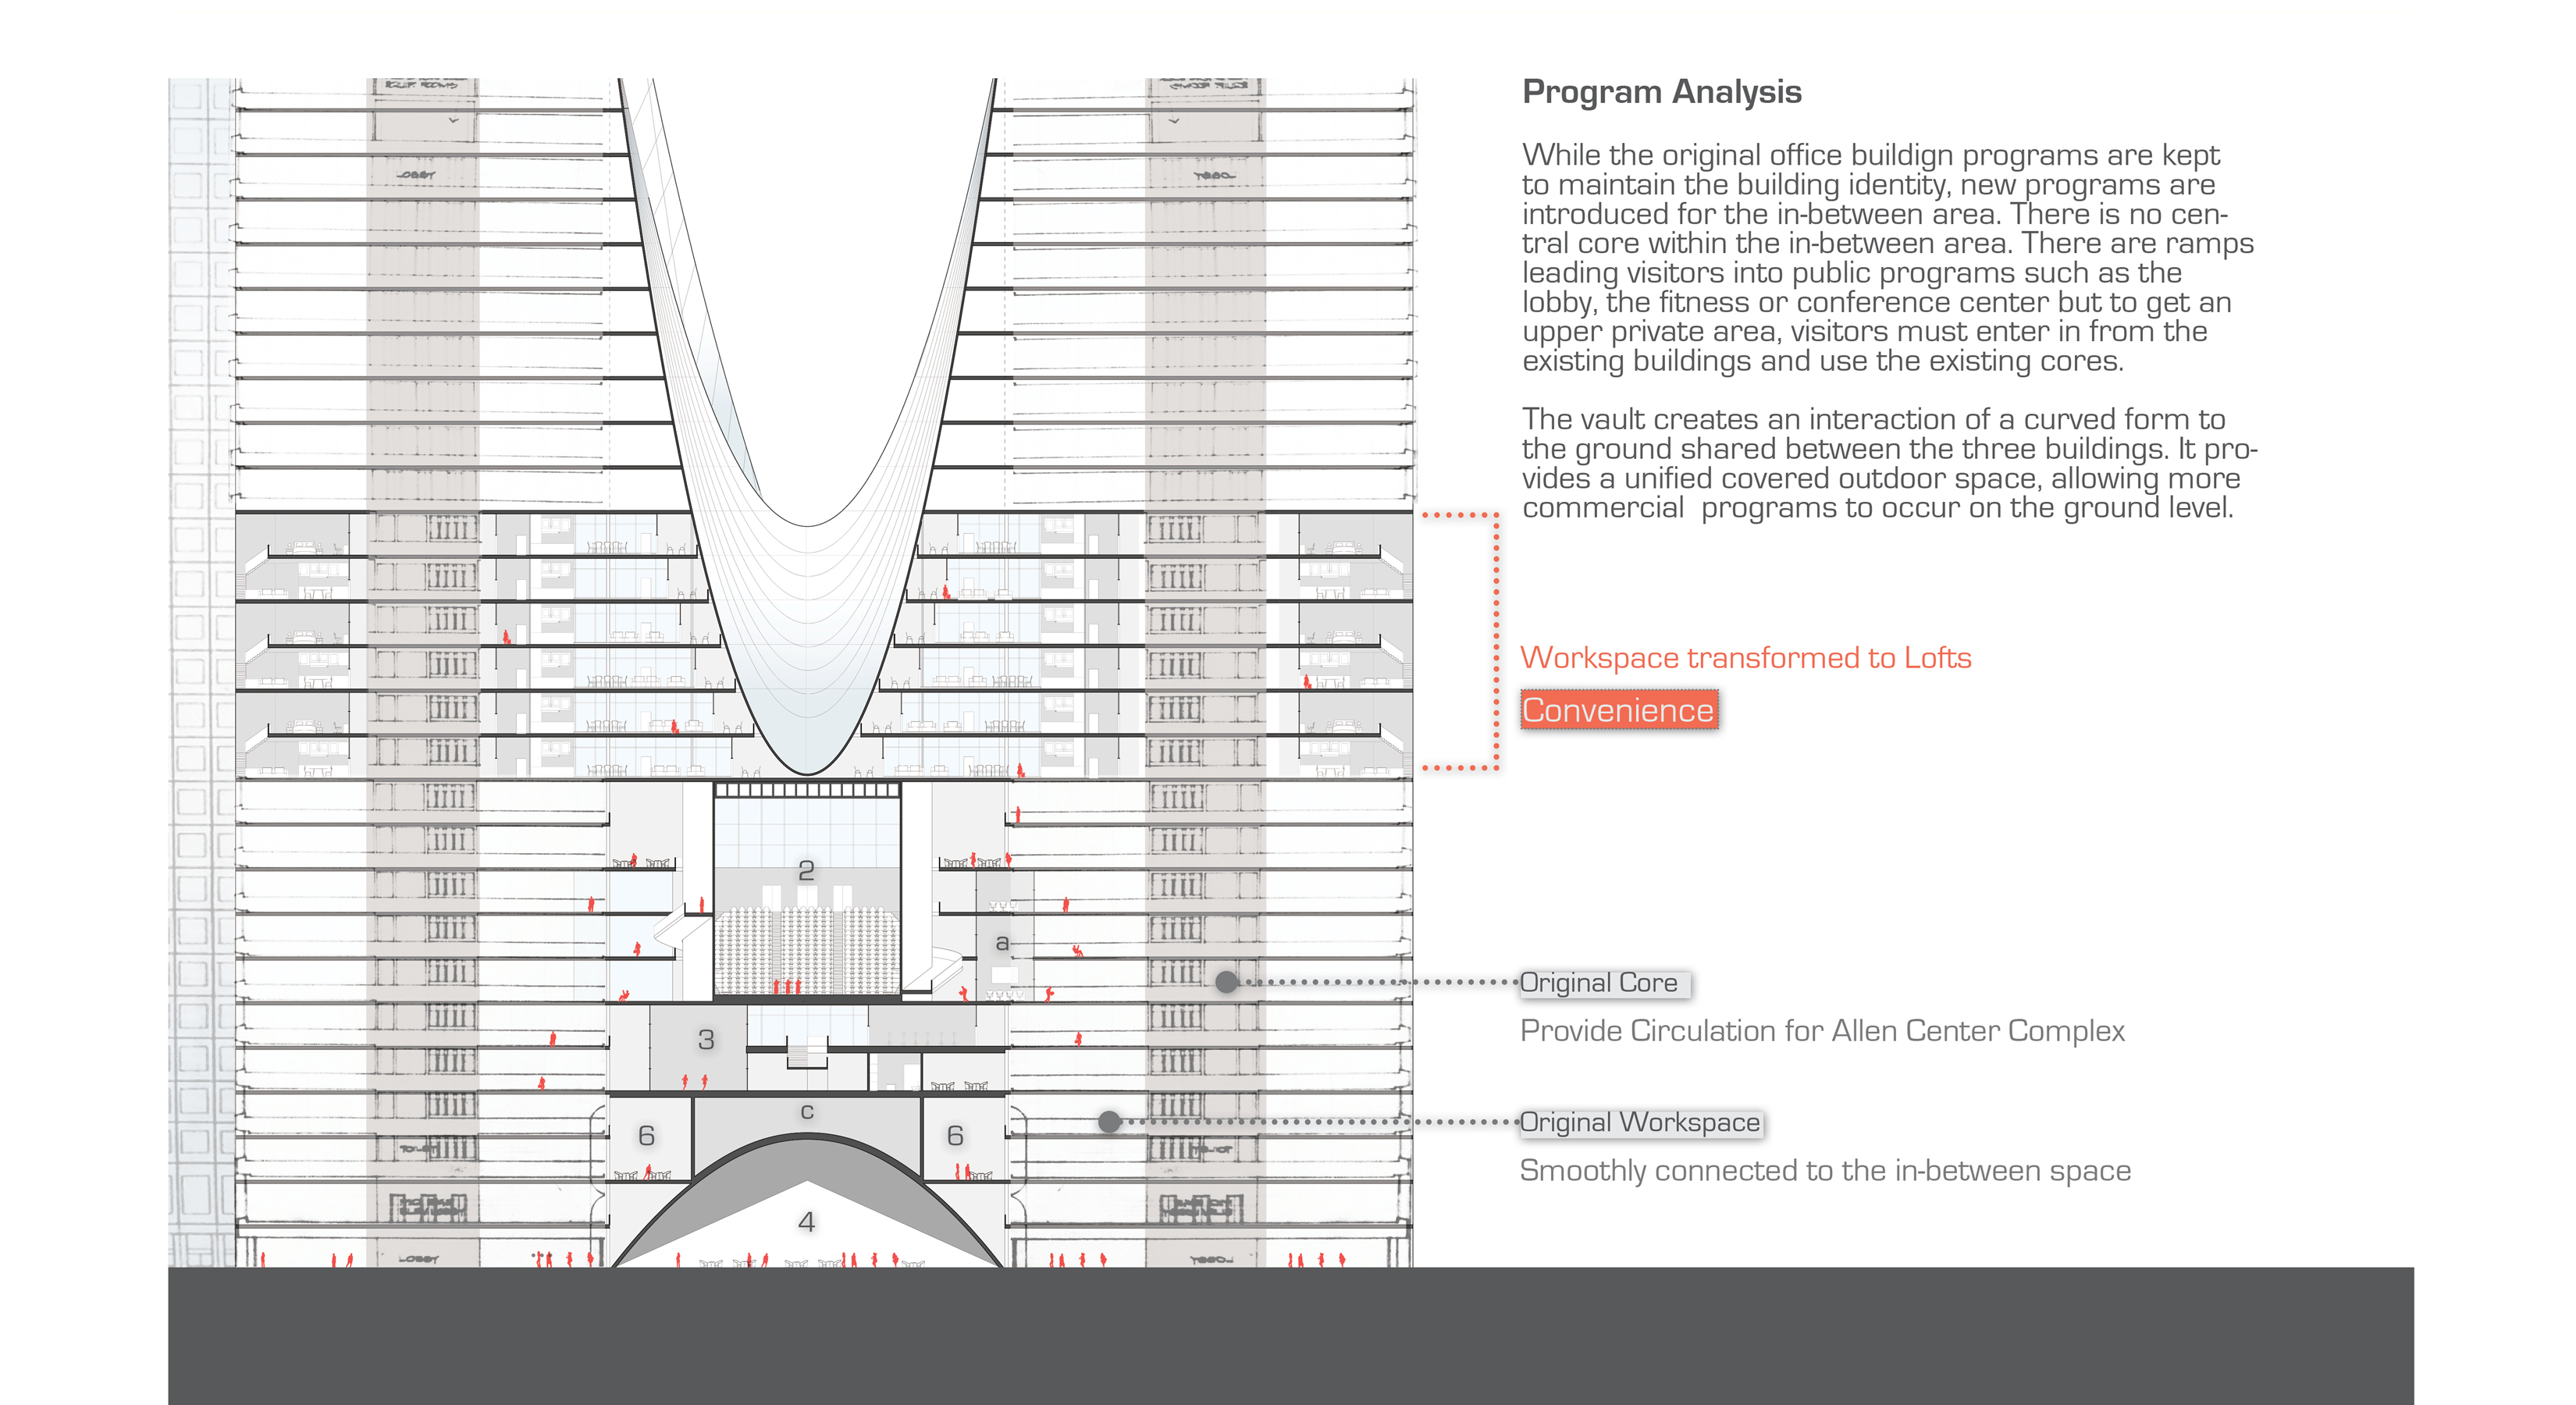 Program Analysis
While the original office buildign programs are kept
to maintain the building identity, new programs are
introduced for the in-between area. There is no cen-
tral core within the in-between area. There are ramps
leading visitors into public programs such as the
lobby, the fitness or conference center but to get an
upper private area, visitors must enter in from the
existing buildings and use the existing cores.
The vault creates an interaction of a curved form to
the ground shared between the three buildings. It pro-
vides a unified covered outdoor space, allowing more
commercial  programs to occur on the ground level.
Workspace transformed to Lofts
Convenience
Original Core
Provide Circulation for Allen Center Complex
Original Workspace
Smoothly connected to the in-between space
LOBBY
2
a
3
c
6
6
4
LOBBY